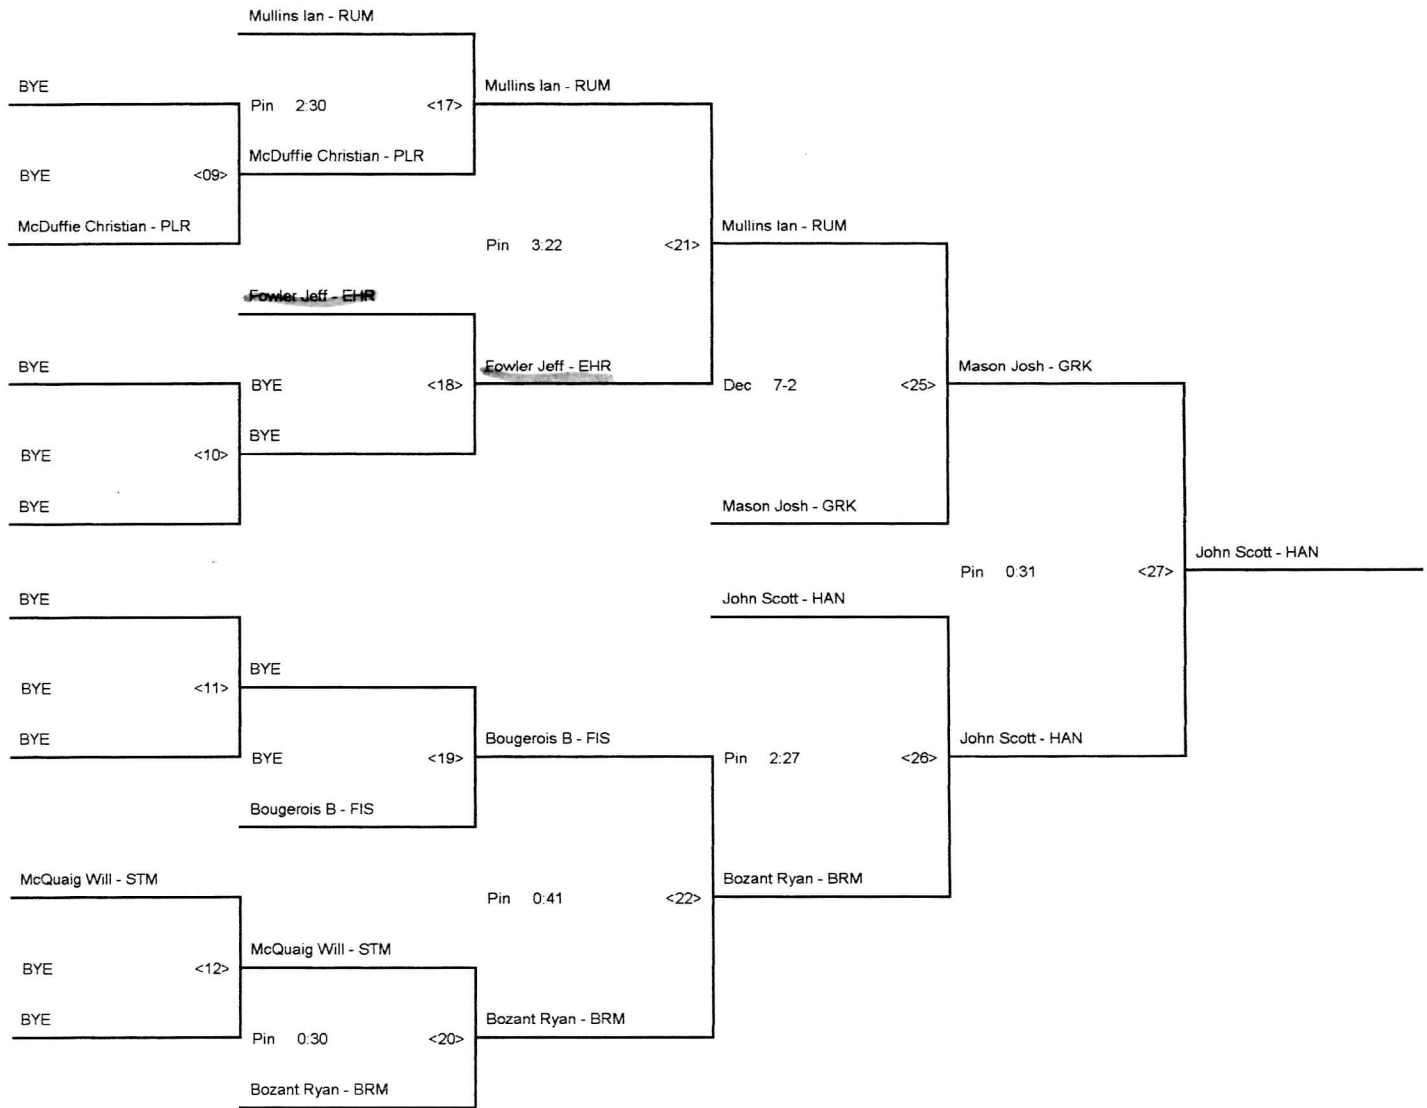 Mullins Ian - RUM
BYE
Mullins Ian - RUM
Pin 2:30 <17>
McDuffie Christian - PLR
BYE <09>
McDuffie Christian - PLR
Mullins Ian - RUM
Pin 3:22 <21>
Fowler Jeff - EHR
BYE
Fowler Jeff - EHR
Mason Josh - GRK
BYE <18>
Dec 7-2 <25>
BYE
BYE <10>
BYE
Mason Josh - GRK
John Scott - HAN
Pin 0:31 <27>
BYE
John Scott - HAN
BYE
BYE <11>
BYE
Bougerois B - FIS
John Scott - HAN
BYE <19>
Pin 2:27 <26>
Bougerois B - FIS
McQuaig Will - STM
Bozant Ryan - BRM
Pin 0:41 <22>
McQuaig Will - STM
BYE <12>
BYE
Bozant Ryan - BRM
Pin 0:30 <20>
Bozant Ryan - BRM